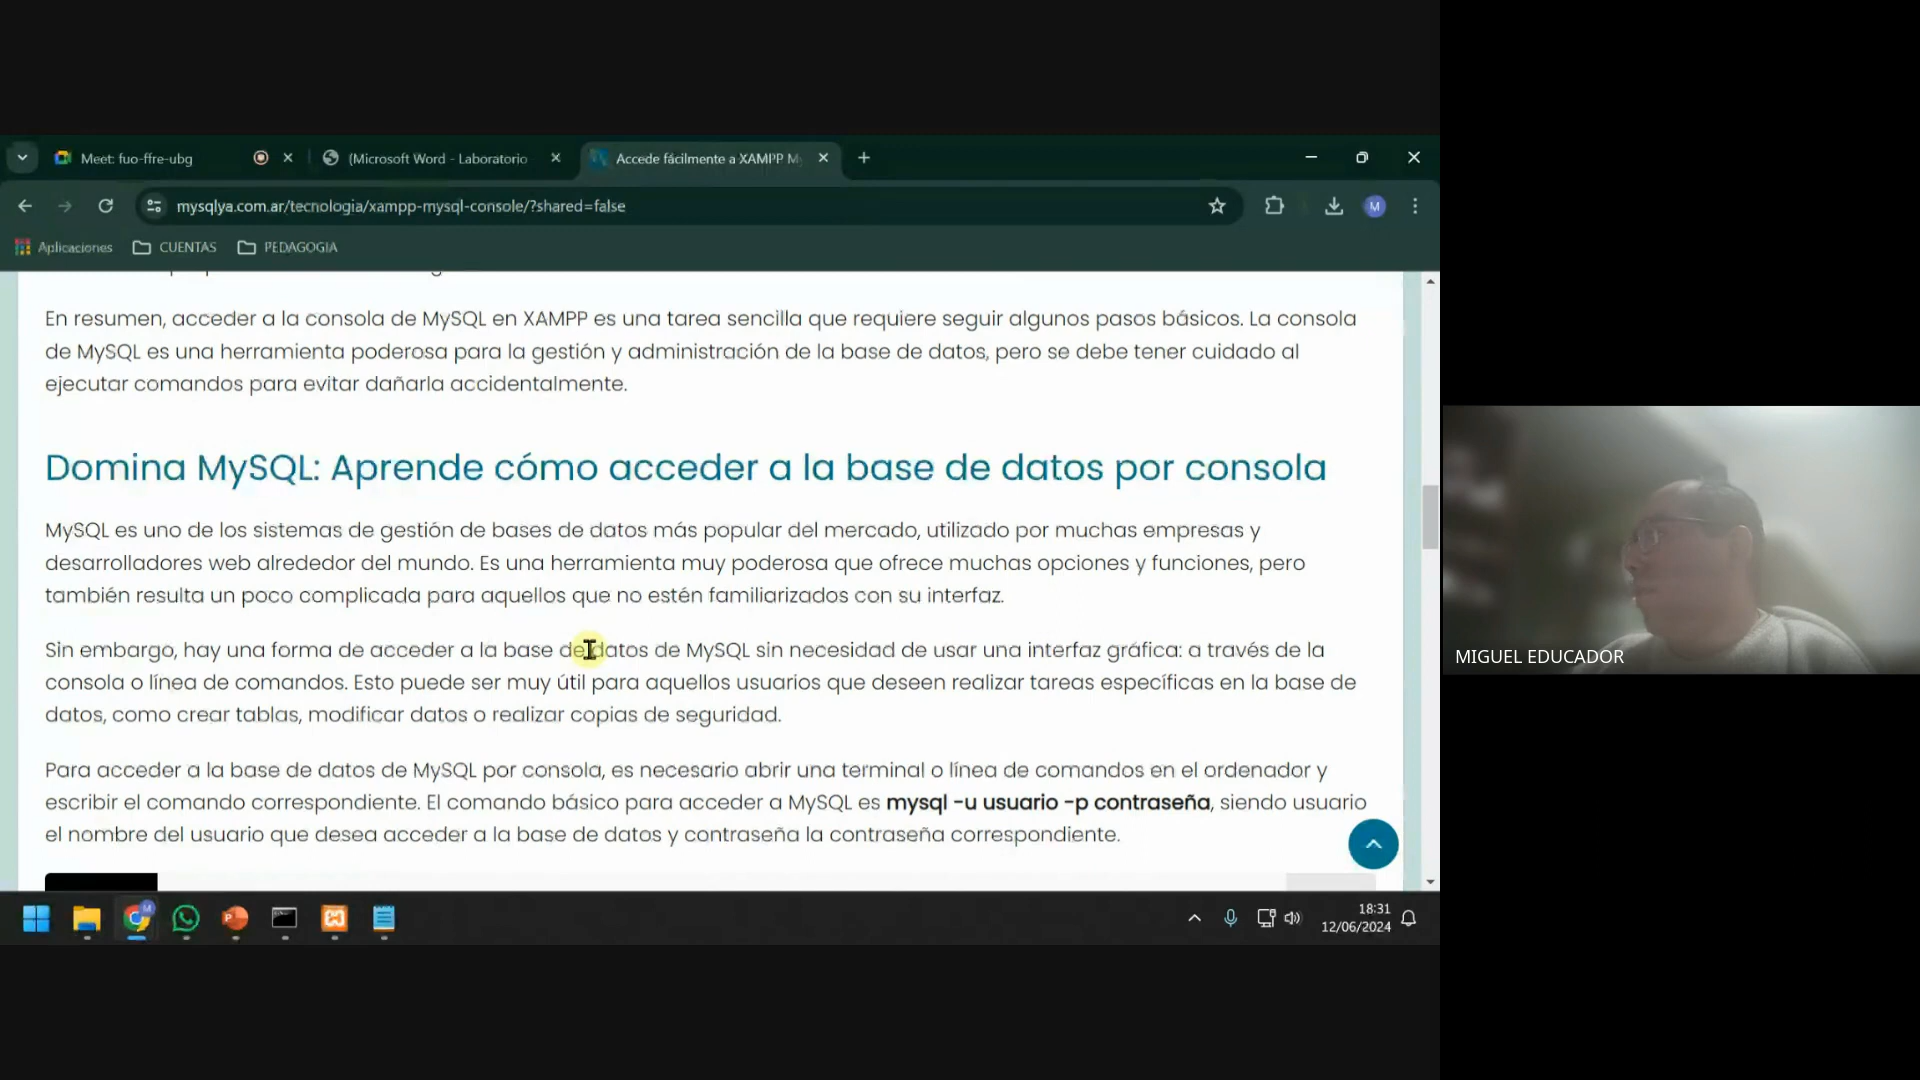 Meet: fuo-ffre-ubg
(Microsoft Word - Laboratorio
Accede fácilmente a XAMPP M
mysqlya.com.ar/tecnologia/xampp-mysql-console/?shared=false
M
Aplicaciones
CUENTAS
PEDAGOGIA
En resumen, acceder a la consola de MySQL en XAMPP es una tarea sencilla que requiere seguir algunos pasos básicos. La consola
de MySQL es una herramienta poderosa para la gestión y administración de la base de datos, pero se debe tener cuidado al
ejecutar comandos para evitar dañarla accidentalmente.
Domina MySQL: Aprende cómo acceder a la base de datos por consola
MySQL es uno de los sistemas de gestión de bases de datos más popular del mercado, utilizado por muchas empresas y
desarrolladores web alrededor del mundo. Es una herramienta muy poderosa que ofrece muchas opciones y funciones, pero
también resulta un poco complicada para aquellos que no estén familiarizados con su interfaz.
Sin embargo, hay una forma de acceder a la base de datos de MySQL sin necesidad de usar una interfaz gráfica: a través de la
consola o línea de comandos. Esto puede ser muy útil para aquellos usuarios que deseen realizar tareas específicas en la base de
datos, como crear tablas, modificar datos o realizar copias de seguridad.
Para acceder a la base de datos de MySQL por consola, es necesario abrir una terminal o línea de comandos en el ordenador y
escribir el comando correspondiente. El comando básico para acceder a MySQL es mysql -u usuario -p contraseña, siendo usuario
el nombre del usuario que desea acceder a la base de datos y contraseña la contraseña correspondiente.
18:31
12/06/2024
MIGUEL EDUCADOR